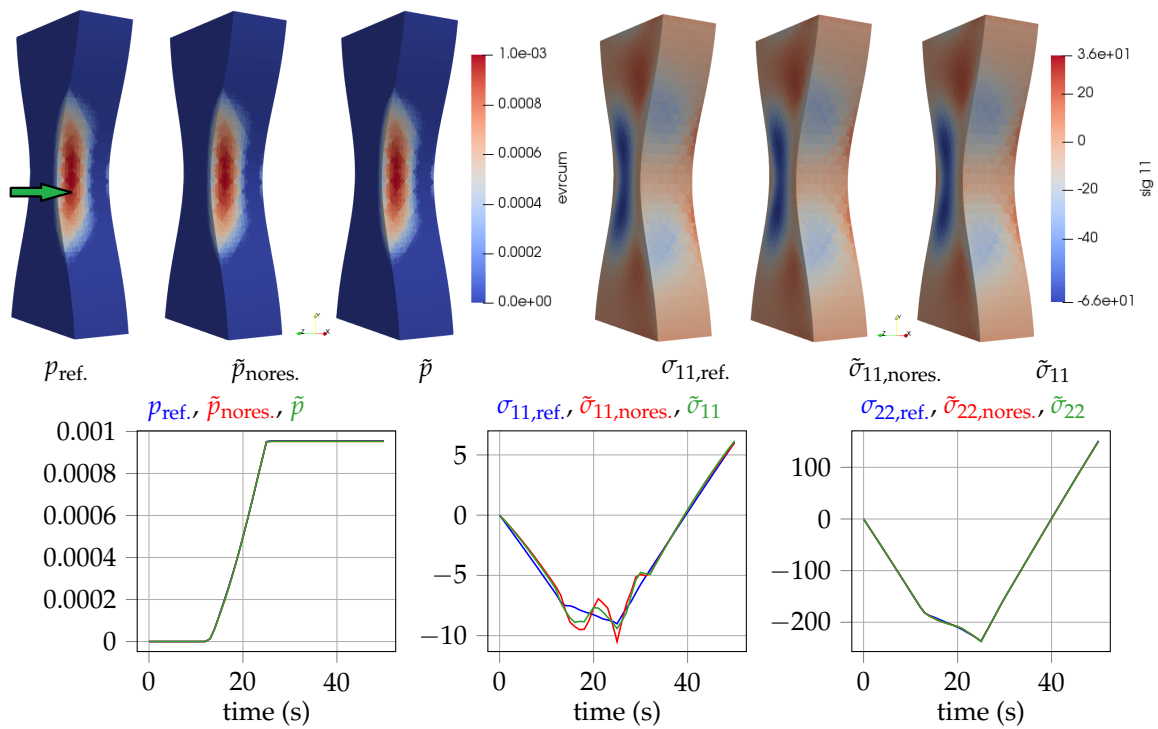 1.0e-03
0.0008
0.0006
0.0004
0.0002
0.0e+00
evrcum
3.6e+01
20
0
-20
-40
-6.6e+01
sig 11
Y
Z
X
Y
Z
X
p_ref. p̃_nores. p̃ σ_11,ref. σ̃_11,nores. σ̃_11
p_ref., p̃_nores., p̃
0.001
0.0008
0.0006
0.0004
0.0002
0
0 20 40
time (s)
σ_11,ref., σ̃_11,nores., σ̃_11
5
0
−5
−10
0 20 40
time (s)
σ_22,ref., σ̃_22,nores., σ̃_22
100
0
−100
−200
0 20 40
time (s)